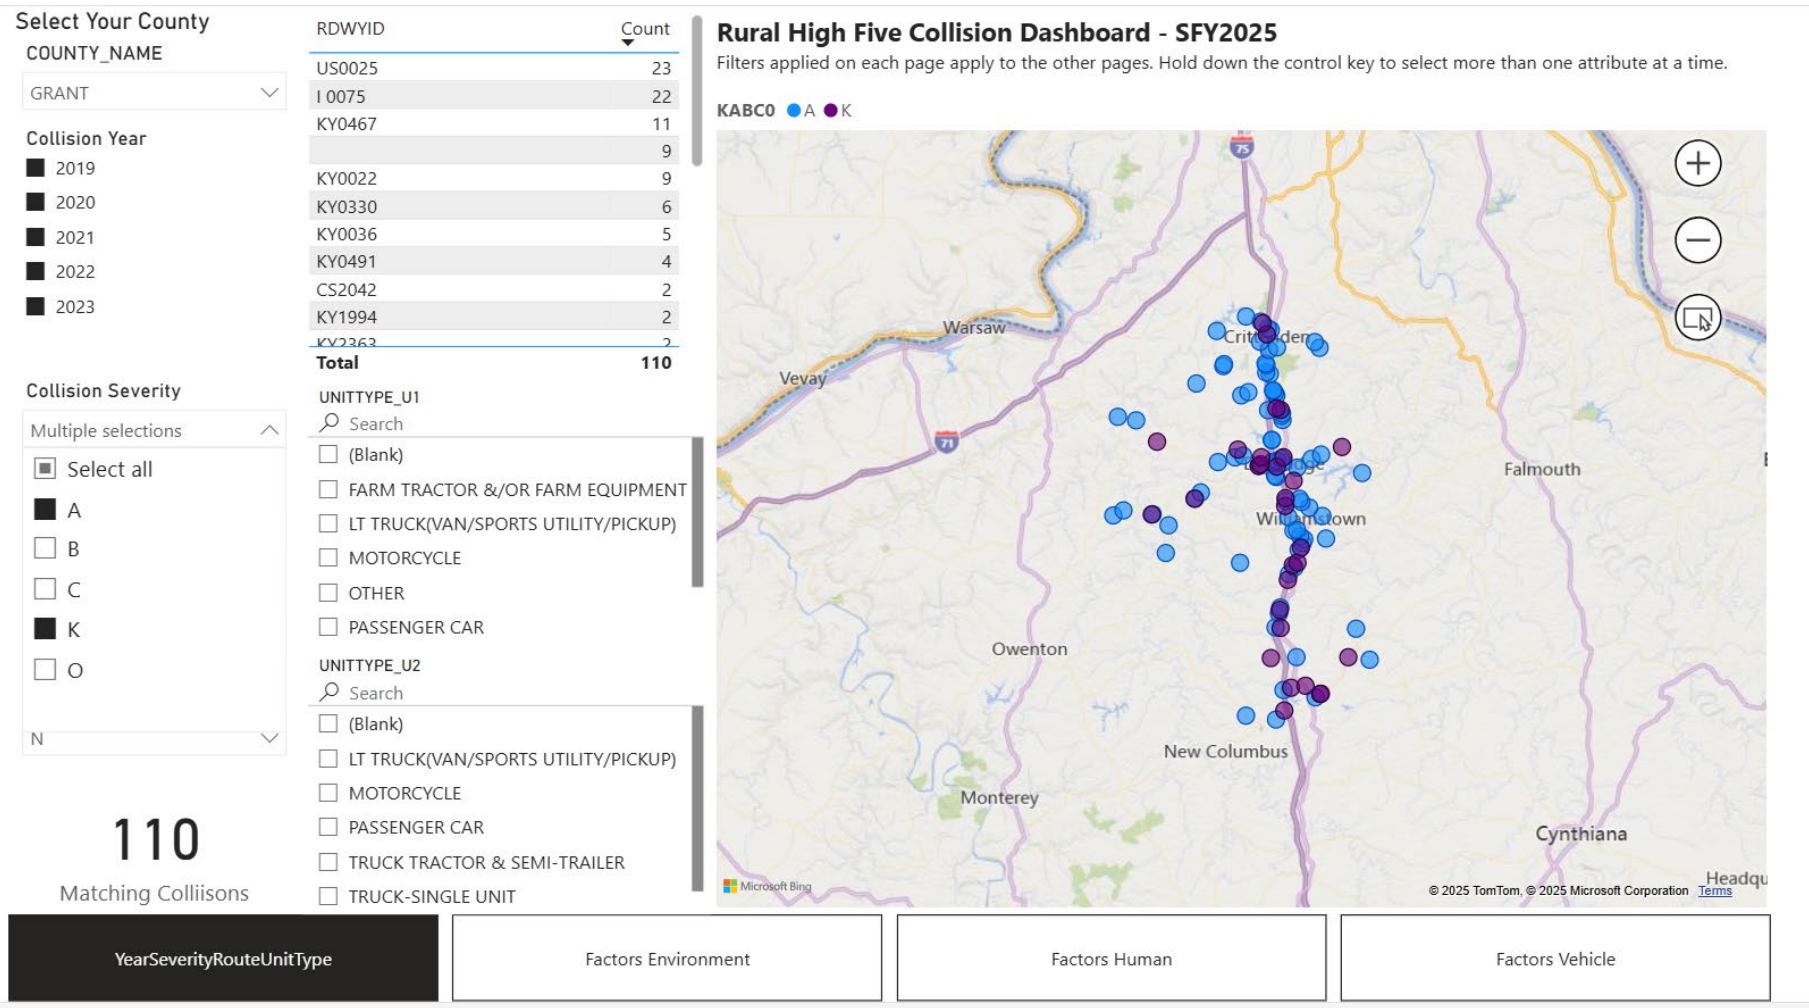 Select Your County
COUNTY_NAME
GRANT
Collision Year
2019
2020
2021
2022
2023
Collision Severity
Multiple selections
Select all
A
B
C
K
O
N
110
Matching Colliisons
RDWYID Count
US0025 23
I 0075 22
KY0467 11
9
KY0022 9
KY0330 6
KY0036 5
KY0491 4
CS2042 2
KY1994 2
KY2363 2
Total 110
UNITTYPE_U1
Search
(Blank)
FARM TRACTOR &/OR FARM EQUIPMENT
LT TRUCK(VAN/SPORTS UTILITY/PICKUP)
MOTORCYCLE
OTHER
PASSENGER CAR
UNITTYPE_U2
Search
(Blank)
LT TRUCK(VAN/SPORTS UTILITY/PICKUP)
MOTORCYCLE
PASSENGER CAR
TRUCK TRACTOR & SEMI-TRAILER
TRUCK-SINGLE UNIT
Rural High Five Collision Dashboard - SFY2025
Filters applied on each page apply to the other pages. Hold down the control key to select more than one attribute at a time.
KABC0 A K
75
Warsaw
Vevay
71
Falmouth
Williamstown
Owenton
New Columbus
Monterey
Cynthiana
Headqu
Microsoft Bing
© 2025 TomTom, © 2025 Microsoft Corporation Terms
YearSeverityRouteUnitType
Factors Environment
Factors Human
Factors Vehicle